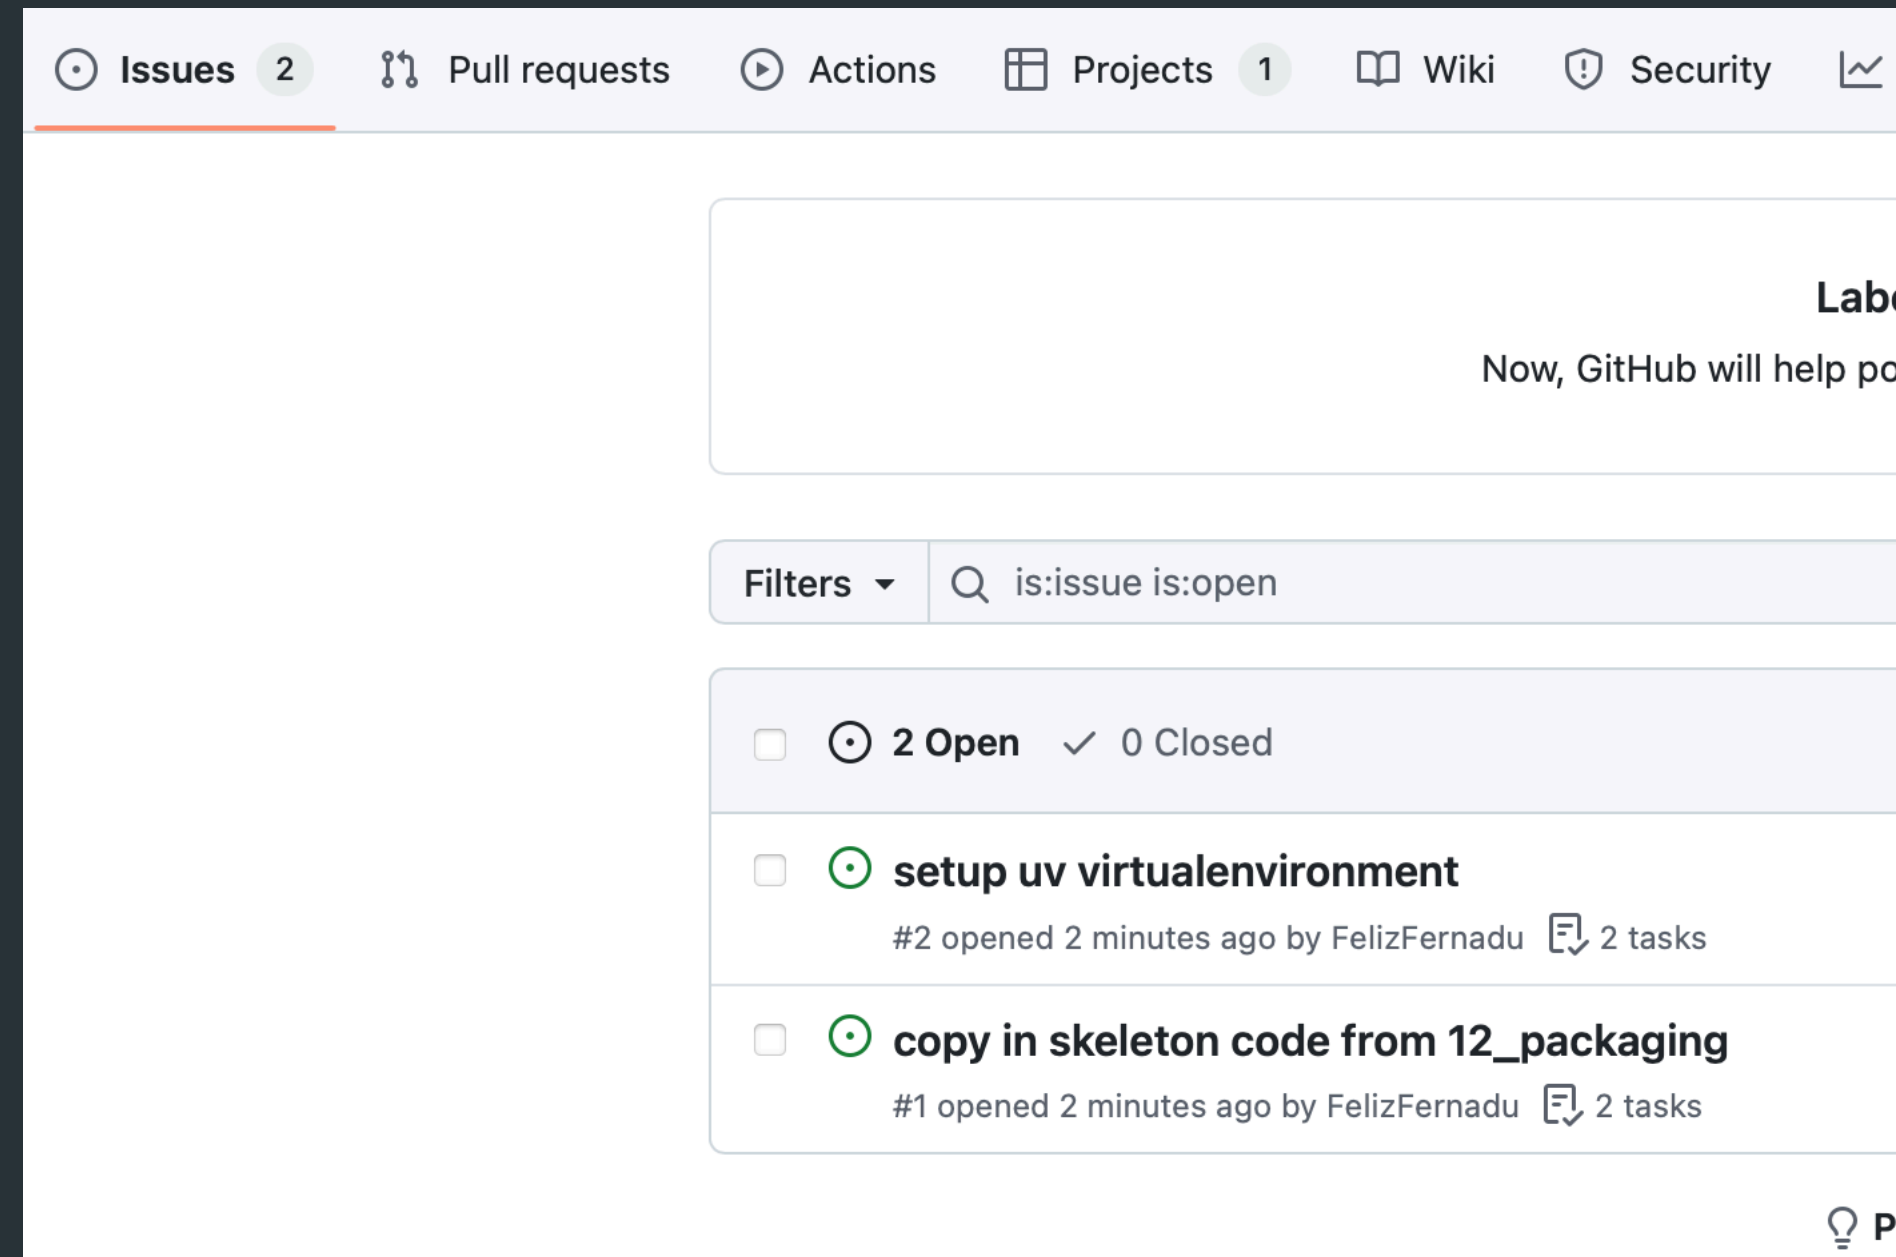 Issues 2 Pull requests Actions Projects 1 Wiki Security
Now, GitHub will help
Filters is:issue is:open
2 Open 0 Closed
setup uv virtualenvironment
#2 opened 2 minutes ago by FelizFernadu 2 tasks
copy in skeleton code from 12_packaging
#1 opened 2 minutes ago by FelizFernadu 2 tasks